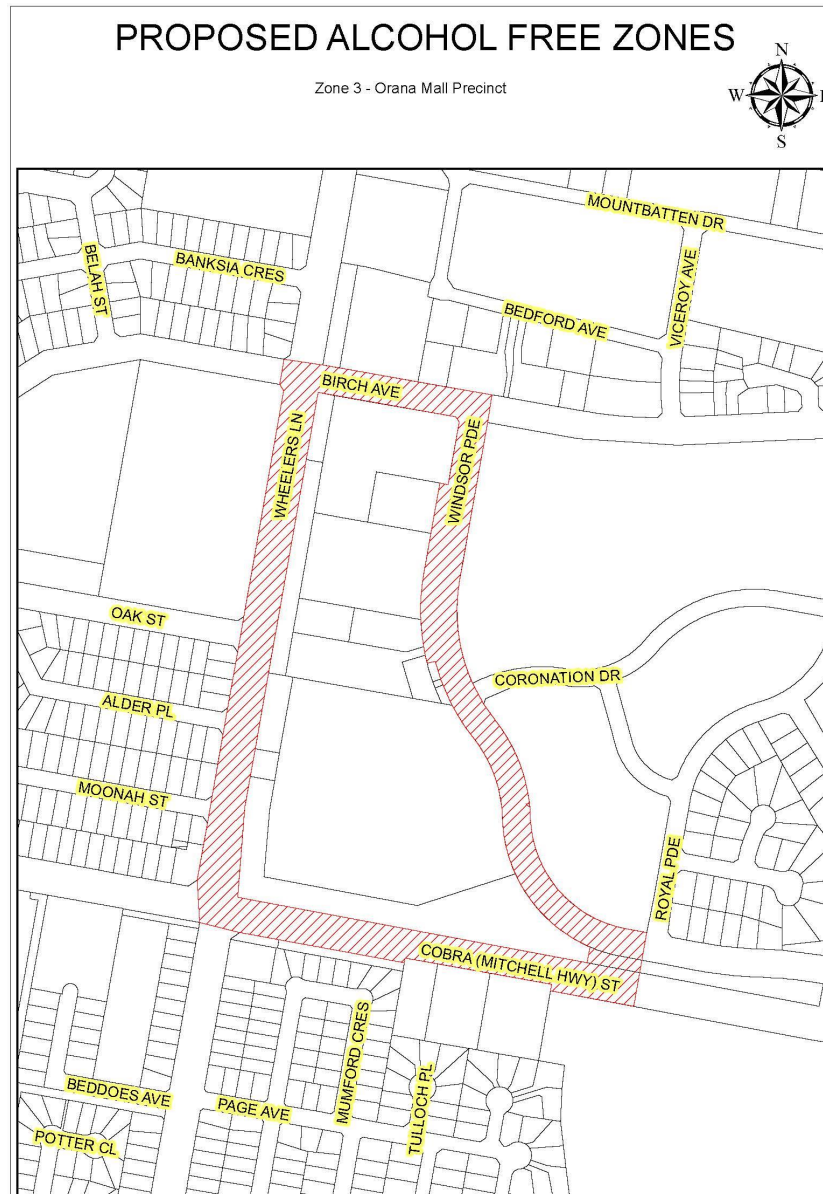 PROPOSED ALCOHOL FREE ZONES
Zone 3 - Orana Mall Precinct
N
W
E
S
MOUNTBATTEN DR
BELAH ST
BANKSIA CRES
VICEROY AVE
BEDFORD AVE
BIRCH AVE
WHEELERS LN
WINDSOR PDE
OAK ST
CORONATION DR
ALDER PL
MOONAH ST
ROYAL PDE
COBRA (MITCHELL HWY) ST
MUMFORD CRES
BEDDOES AVE
PAGE AVE
TULLOCH PL
POTTER CL